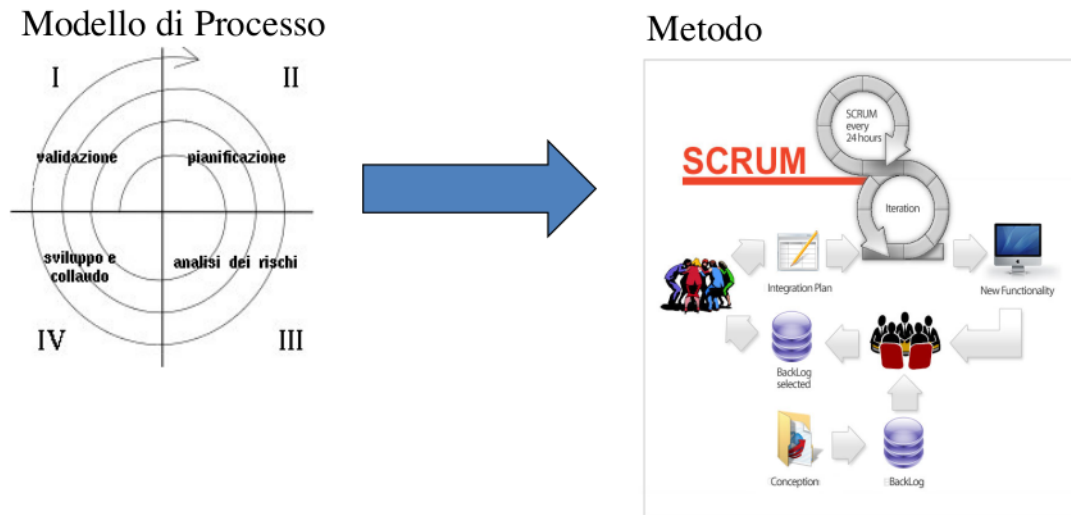 Modello di Processo
Metodo
I
II
validazione
pianificazione
sviluppo e
collaudo
analisi dei rischi
IV
III
SCRUM
every
24 hours
SCRUM
Iteration
Integration Plan
New Functionality
BackLog
selected
Conception
BackLog